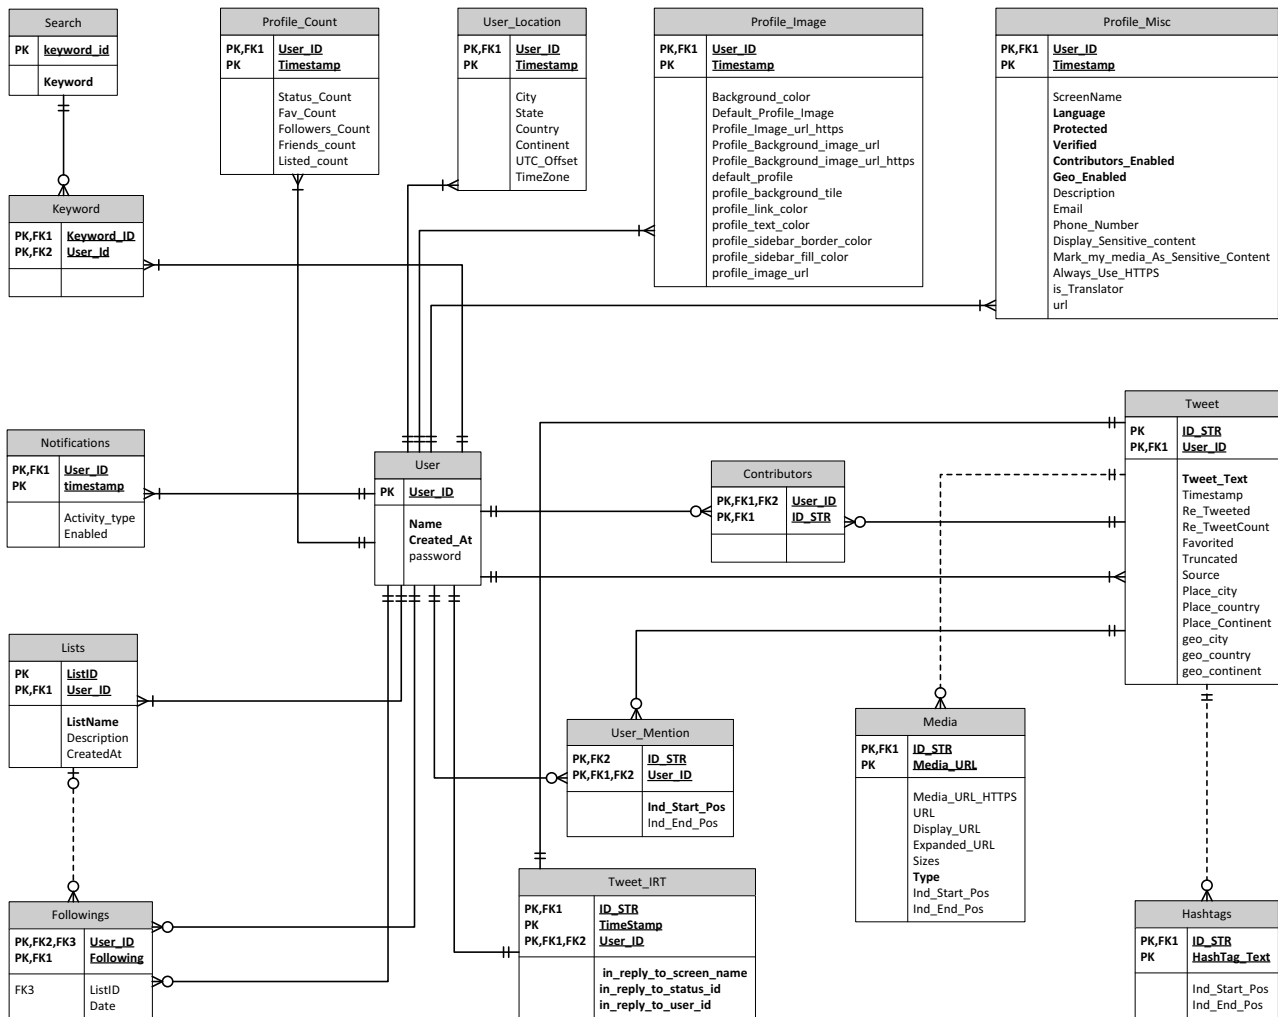 Search
PK keyword_id
Keyword
Profile_Count
PK,FK1 User_ID
PK Timestamp
Status_Count
Fav_Count
Followers_Count
Friends_count
Listed_count
User_Location
PK,FK1 User_ID
PK Timestamp
City
State
Country
Continent
UTC_Offset
TimeZone
Profile_Image
PK,FK1 User_ID
PK Timestamp
Background_color
Default_Profile_Image
Profile_Image_url_https
Profile_Background_image_url
Profile_Background_image_url_https
default_profile
profile_background_tile
profile_link_color
profile_text_color
profile_sidebar_border_color
profile_sidebar_fill_color
profile_image_url
Profile_Misc
PK,FK1 User_ID
PK Timestamp
ScreenName
Language
Protected
Verified
Contributors_Enabled
Geo_Enabled
Description
Email
Phone_Number
Display_Sensitive_content
Mark_my_media_As_Sensitive_Content
Always_Use_HTTPS
is_Translator
url
Keyword
PK,FK1 Keyword_ID
PK,FK2 User_Id
Notifications
PK,FK1 User_ID
PK timestamp
Activity_type
Enabled
User
PK User_ID
Name
Created_At
password
Contributors
PK,FK1,FK2 User_ID
PK,FK1 ID_STR
Tweet
PK ID_STR
PK,FK1 User_ID
Tweet_Text
Timestamp
Re_Tweeted
Re_TweetCount
Favorited
Truncated
Source
Place_city
Place_country
Place_Continent
geo_city
geo_country
geo_continent
Lists
PK ListID
PK,FK1 User_ID
ListName
Description
CreatedAt
User_Mention
PK,FK2 ID_STR
PK,FK1,FK2 User_ID
Ind_Start_Pos
Ind_End_Pos
Media
PK,FK1 ID_STR
PK Media_URL
Media_URL_HTTPS
URL
Display_URL
Expanded_URL
Sizes
Type
Ind_Start_Pos
Ind_End_Pos
Followings
PK,FK2,FK3 User_ID
PK,FK1 Following
FK3 ListID
Date
Tweet_IRT
PK,FK1 ID_STR
PK TimeStamp
PK,FK1,FK2 User_ID
in_reply_to_screen_name
in_reply_to_status_id
in_reply_to_user_id
Hashtags
PK,FK1 ID_STR
PK HashTag_Text
Ind_Start_Pos
Ind_End_Pos